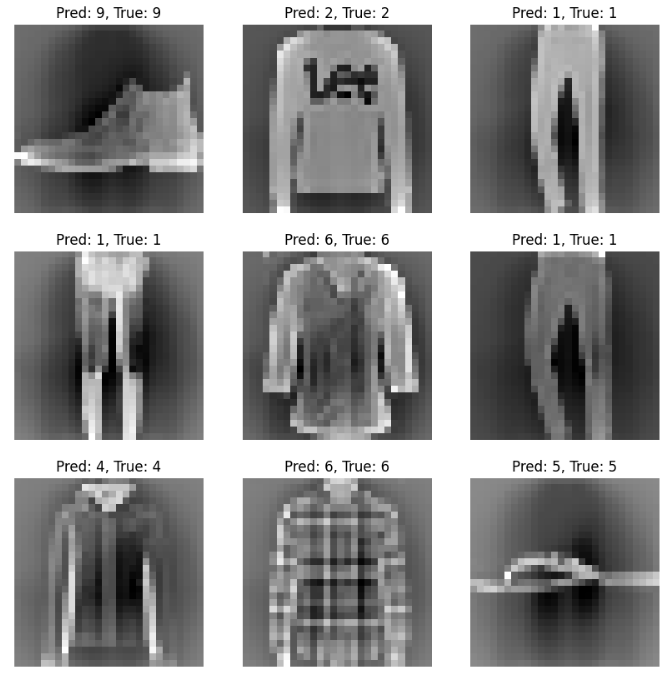 Pred: 9, True: 9
Pred: 2, True: 2
Pred: 1, True: 1
Lee
Pred: 1, True: 1
Pred: 6, True: 6
Pred: 1, True: 1
Pred: 4, True: 4
Pred: 6, True: 6
Pred: 5, True: 5